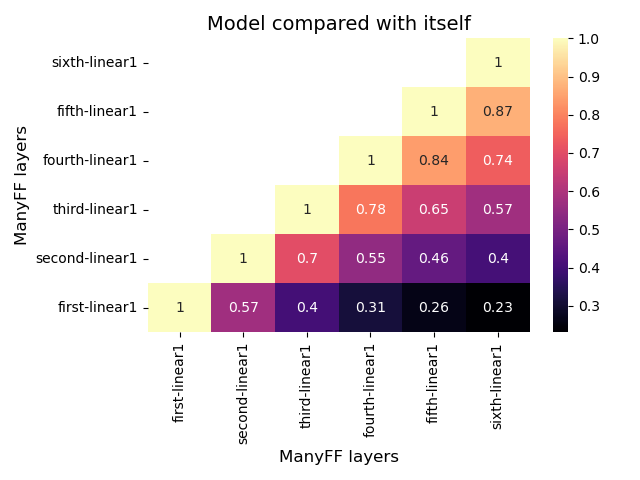 Model compared with itself
ManyFF layers
sixth-linear1 1 1.0
fifth-linear1 1 0.87 0.9
fourth-linear1 1 0.84 0.74 0.8
0.7
third-linear1 1 0.78 0.65 0.57 0.6
0.5
second-linear1 1 0.7 0.55 0.46 0.4 0.4
first-linear1 1 0.57 0.4 0.31 0.26 0.23 0.3
first-linear1 second-linear1 third-linear1 fourth-linear1 fifth-linear1 sixth-linear1
ManyFF layers